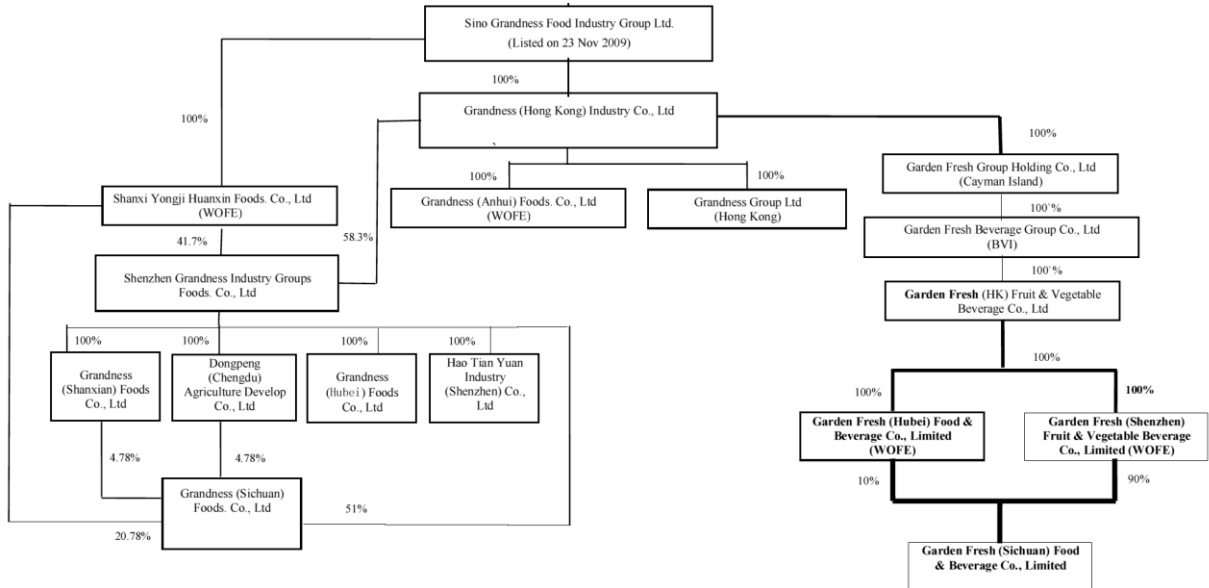 Sino Grandness Food Industry Group Ltd.
(Listed on 23 Nov 2009)
100%
100%
Grandness (Hong Kong) Industry Co., Ltd
100%
Shanxi Yongji Huanxin Foods. Co., Ltd
(WOFE)
100%
Grandness (Anhui) Foods. Co., Ltd
(WOFE)
100%
Grandness Group Ltd
(Hong Kong)
Garden Fresh Group Holding Co., Ltd
(Cayman Island)
100`%
Garden Fresh Beverage Group Co., Ltd
(BVI)
100`%
Garden Fresh (HK) Fruit & Vegetable
Beverage Co., Ltd
41.7%
58.3%
Shenzhen Grandness Industry Groups
Foods. Co., Ltd
100%
100%
100%
100%
Grandness
(Shanxian) Foods
Co., Ltd
Dongpeng
(Chengdu)
Agriculture Develop
Co., Ltd
Grandness
(Hubei) Foods
Co., Ltd
Hao Tian Yuan
Industry
(Shenzhen) Co.,
Ltd
4.78%
4.78%
Grandness (Sichuan)
Foods. Co., Ltd
20.78%
51%
100%
100%
100%
Garden Fresh (Hubei) Food &
Beverage Co., Limited
(WOFE)
Garden Fresh (Shenzhen)
Fruit & Vegetable Beverage
Co., Limited (WOFE)
10%
90%
Garden Fresh (Sichuan) Food
& Beverage Co., Limited